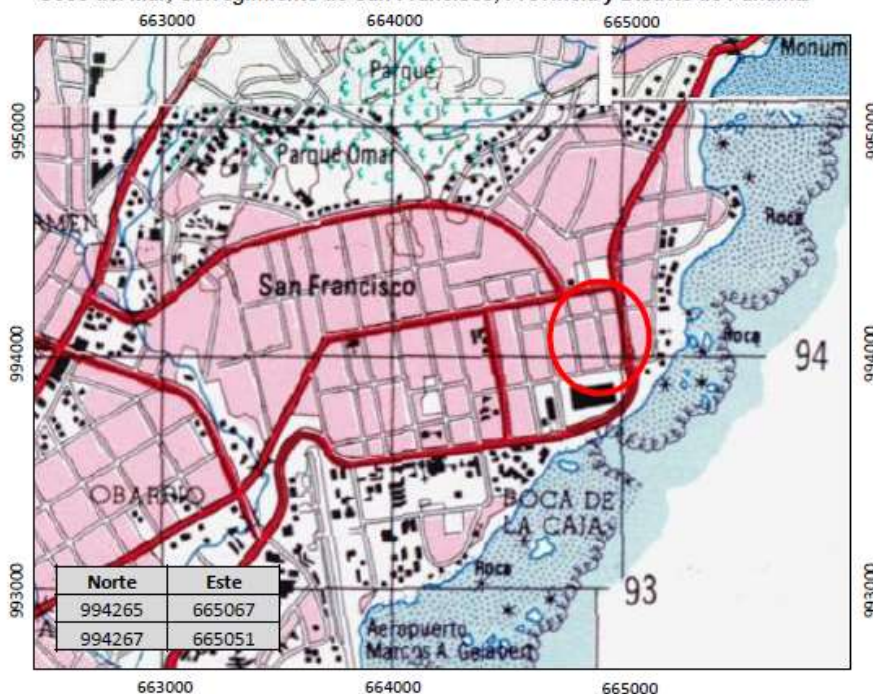 663000 664000 665000
Monum
Parque
995000 995000
Parque Omar
Roca
San Francisco
Roca
994000 94 994000
OBARRIO
BOCA DE
LA CAJA
Roca
993000 93 993000
Norte Este
994265 665067
994267 665051
Aeropuerto
Marcos A. Gelabert
663000 664000 665000